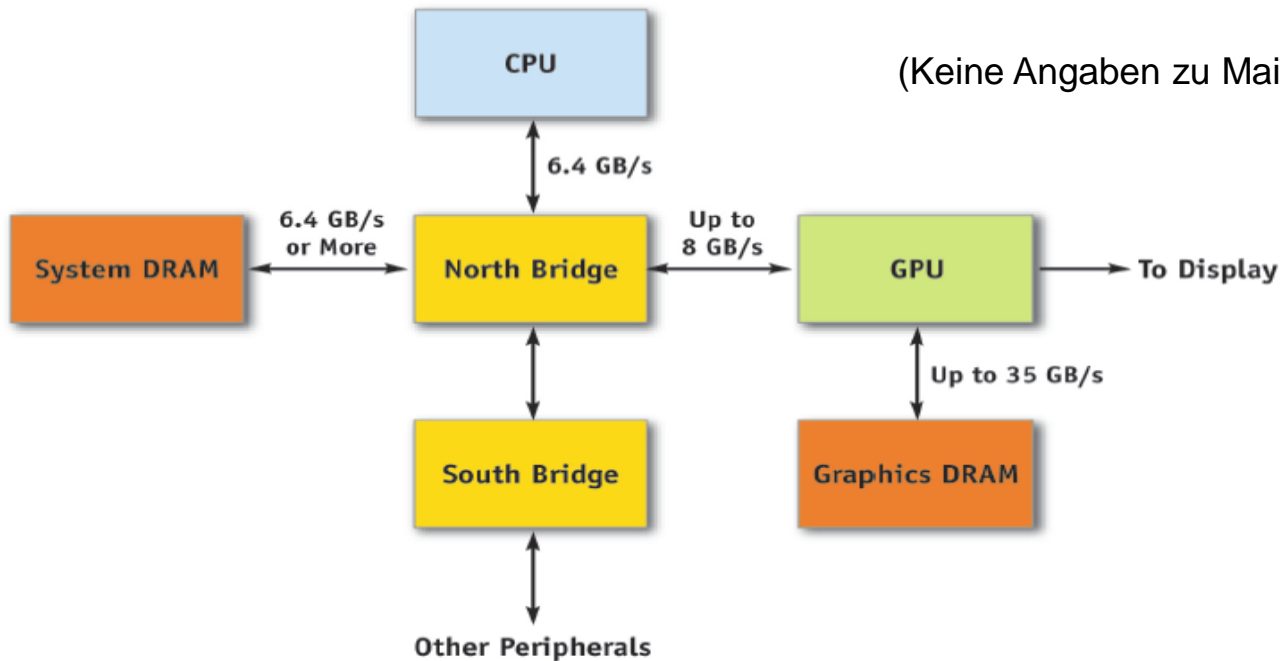 CPU
(Keine Angaben zu Mai
6.4 GB/s
6.4 GB/s
or More
Up to
8 GB/s
System DRAM
North Bridge
GPU
To Display
Up to 35 GB/s
South Bridge
Graphics DRAM
Other Peripherals